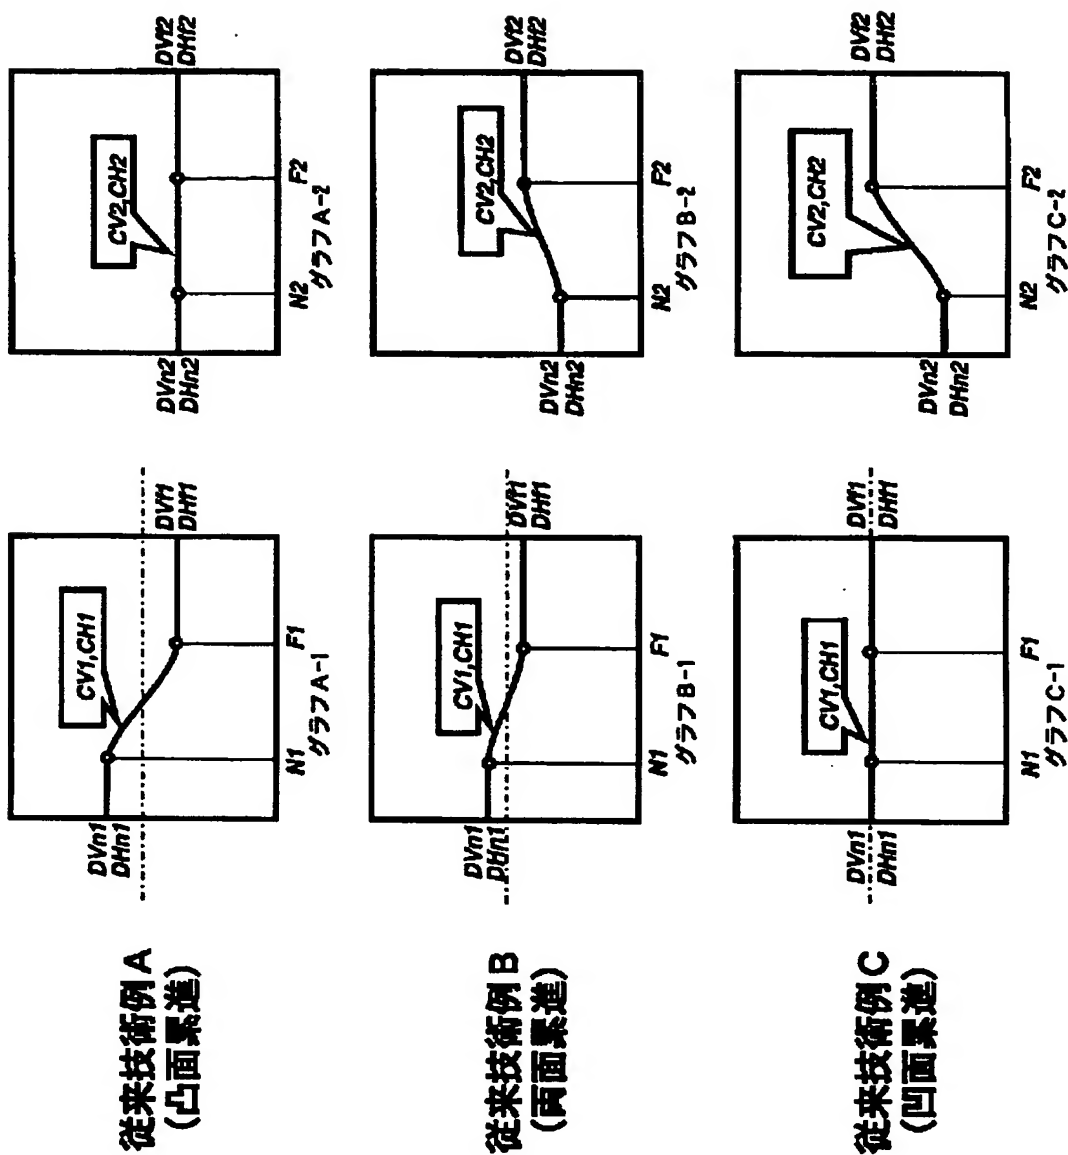 従来技術例 A
(凸面累進)
DVn1
DHn1
CV1,CH1
DVf1
DHf1
N1
F1
グラフA-1
DVn2
DHn2
CV2,CH2
DVf2
DHf2
N2
F2
グラフA-2
従来技術例 B
(両面累進)
DVn1
DHn1
CV1,CH1
DVf1
DHf1
N1
F1
グラフB-1
DVn2
DHn2
CV2,CH2
DVf2
DHf2
N2
F2
グラフB-2
従来技術例 C
(凹面累進)
DVn1
DHn1
CV1,CH1
DVf1
DHf1
N1
F1
グラフC-1
DVn2
DHn2
CV2,CH2
DVf2
DHf2
N2
F2
グラフC-2